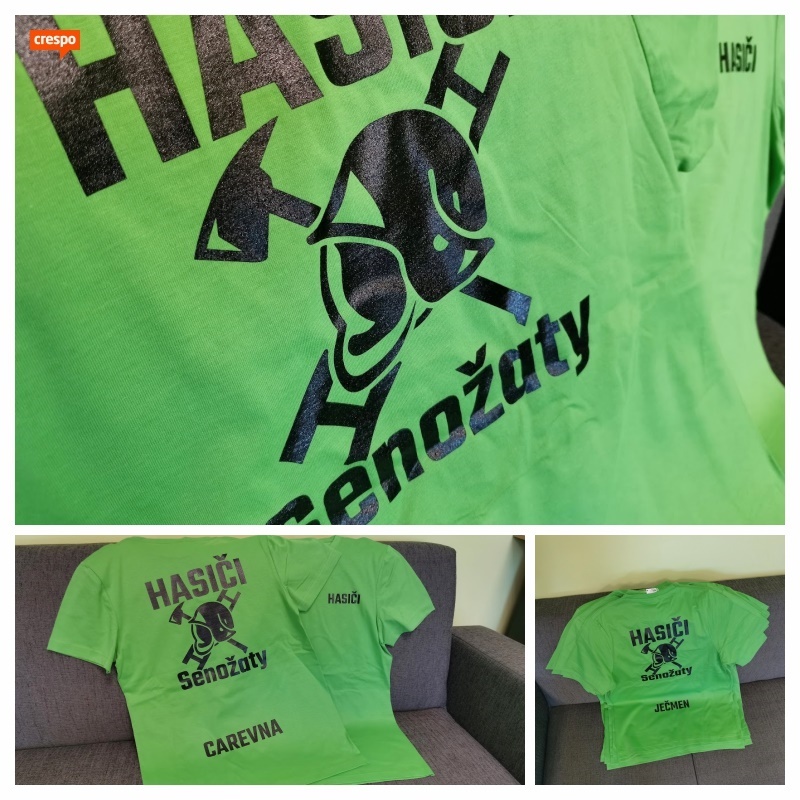 crespo
HASIČI
HASIČI
Senožaty
HASIČI
Senožaty
CAREVNA
HASIČI
HASIČI
Senožaty
JEČMEN